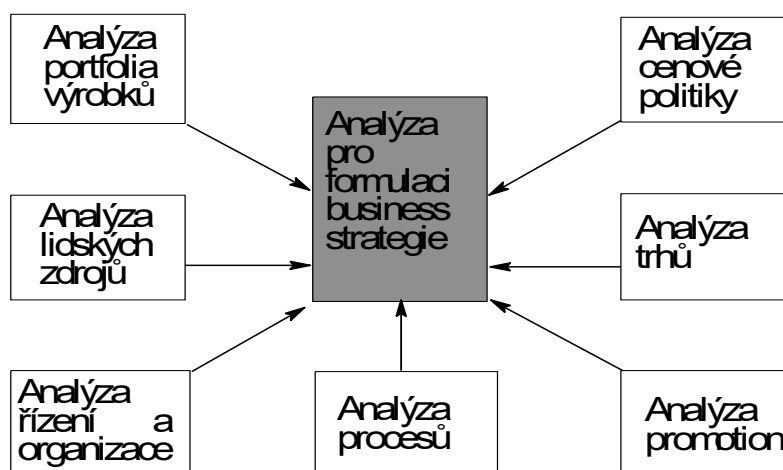 Analýza
portfolia
výrobků
Analýza
cenové
politiky
Analýza
pro
formulaci
business
strategie
Analýza
lidských
zdrojů
Analýza
trhů
Analýza
řízení a
organizace
Analýza
procesů
Analýza
promotion